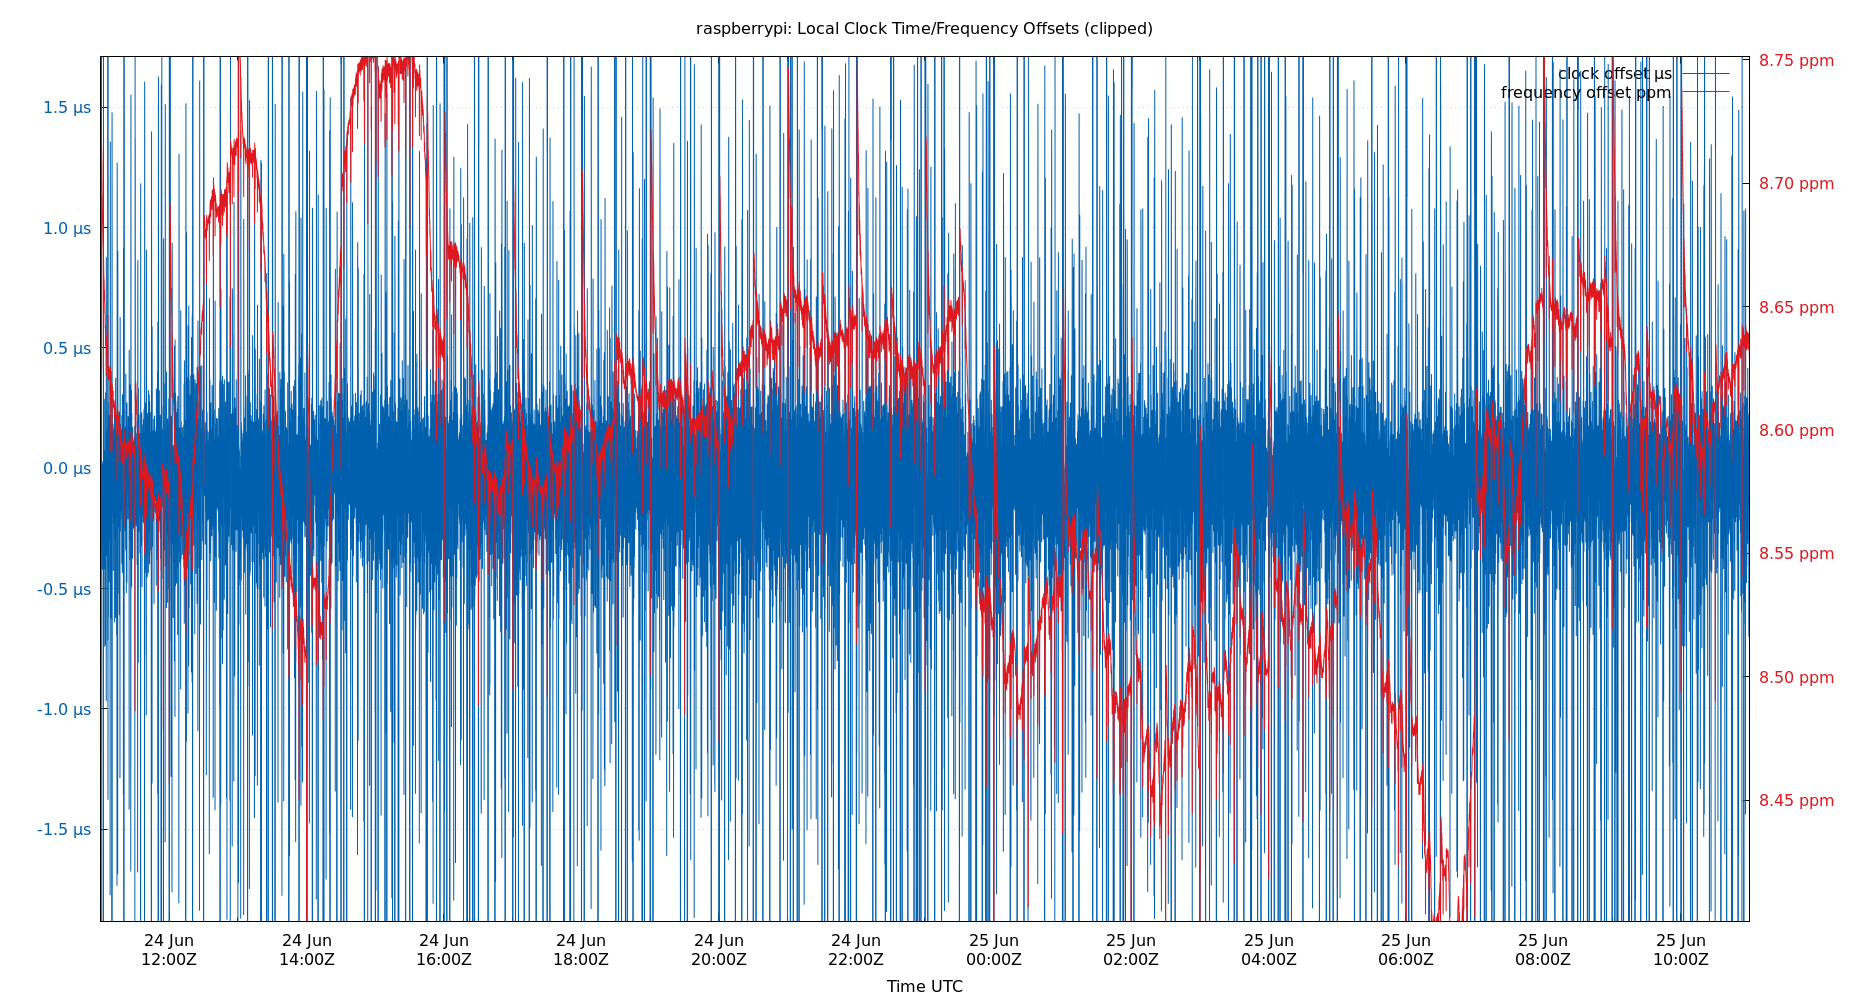 raspberrypi: Local Clock Time/Frequency Offsets (clipped)
clock offset µs
frequency offset ppm
1.5 µs
1.0 µs
0.5 µs
0.0 µs
-0.5 µs
-1.0 µs
-1.5 µs
8.75 ppm
8.70 ppm
8.65 ppm
8.60 ppm
8.55 ppm
8.50 ppm
8.45 ppm
24 Jun
12:00Z
24 Jun
14:00Z
24 Jun
16:00Z
24 Jun
18:00Z
24 Jun
20:00Z
24 Jun
22:00Z
25 Jun
00:00Z
25 Jun
02:00Z
25 Jun
04:00Z
25 Jun
06:00Z
25 Jun
08:00Z
25 Jun
10:00Z
Time UTC